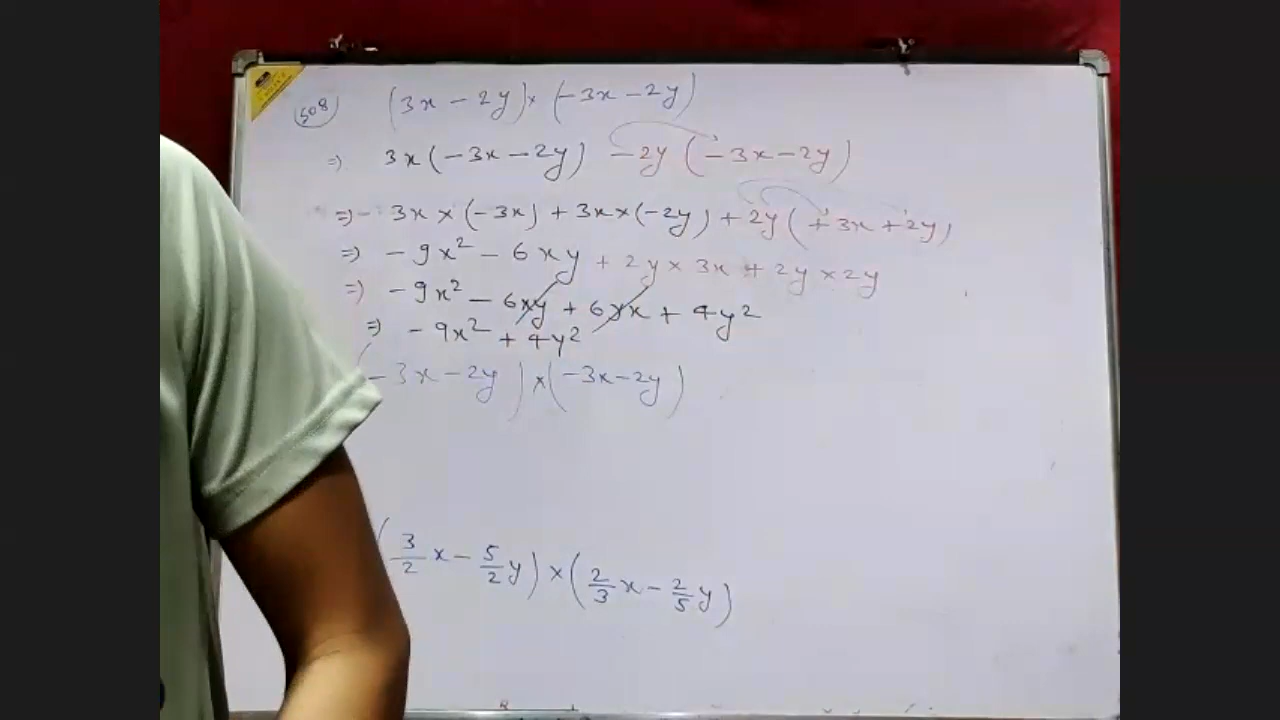 508 (3x - 2y) × (-3x - 2y)
⇒ 3x(-3x - 2y) -2y(-3x - 2y)
⇒ 3x × (-3x) + 3x × (-2y) + 2y(+3x + 2y)
⇒ -9x² - 6xy + 2y × 3x + 2y × 2y
⇒ -9x² - 6xy + 6yx + 4y²
⇒ -9x² + 4y²
(-3x - 2y) × (-3x - 2y)
(3/2 x - 5/2 y) × (2/3 x - 2/5 y)